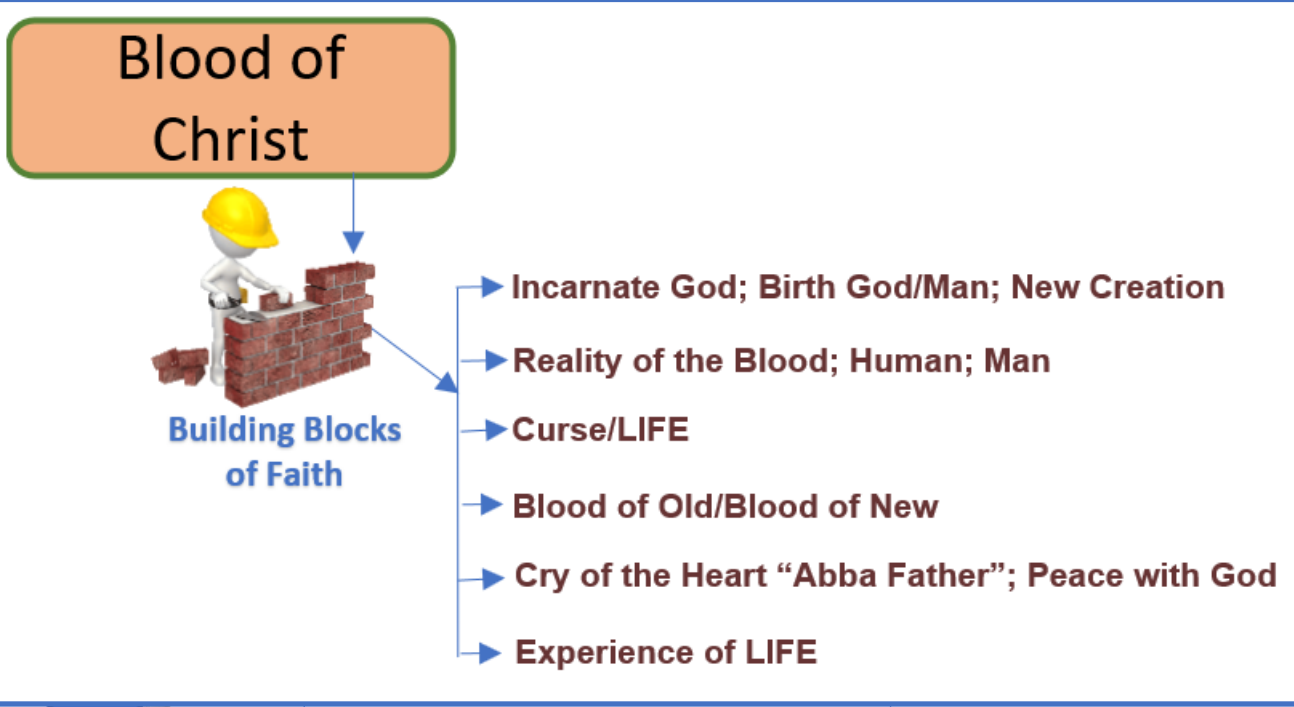 Blood of
Christ
Incarnate God; Birth God/Man; New Creation
Reality of the Blood; Human; Man
Curse/LIFE
Building Blocks
of Faith
Blood of Old/Blood of New
Cry of the Heart “Abba Father”; Peace with God
Experience of LIFE